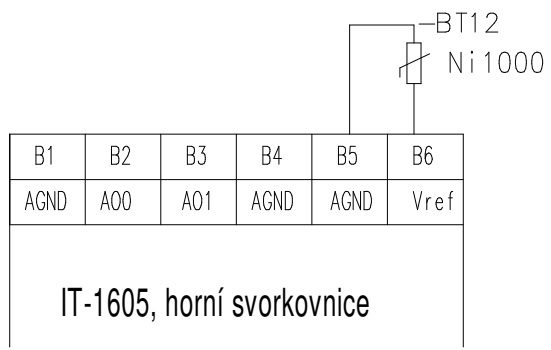 -BT12
Ni1000
B1 B2 B3 B4 B5 B6
AGND AO0 AO1 AGND AGND Vref
IT-1605, horní svorkovnice